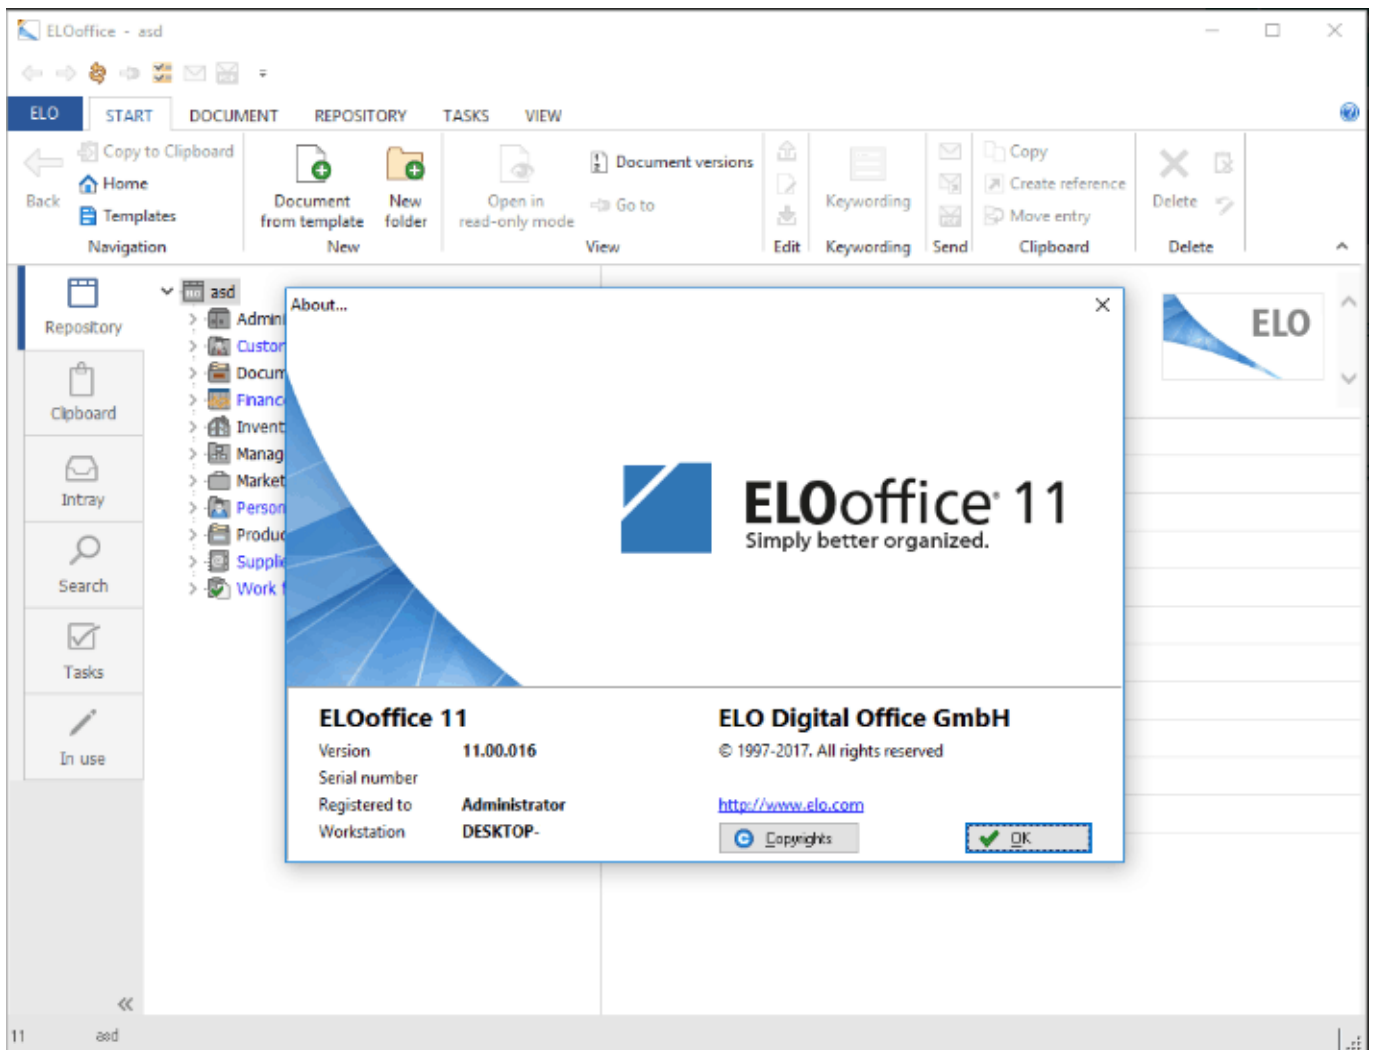 ELOoffice - asd
ELO START DOCUMENT REPOSITORY TASKS VIEW
Back
Copy to Clipboard
Home
Templates
Navigation
Document from template
New folder
New
Open in read-only mode
Document versions
Go to
View
Edit
Keywording
Keywording
Send
Copy
Create reference
Move entry
Clipboard
Delete
Delete
Repository
Clipboard
Intray
Search
Tasks
In use
asd
Admini
Custor
Docum
Financ
Invent
Manag
Market
Person
Produc
Supplie
Work f
ELO
About...
ELOoffice 11
Simply better organized.
ELOoffice 11
Version 11.00.016
Serial number
Registered to Administrator
Workstation DESKTOP-
ELO Digital Office GmbH
© 1997-2017. All rights reserved
http://www.elo.com
Copyrights
OK
11 asd